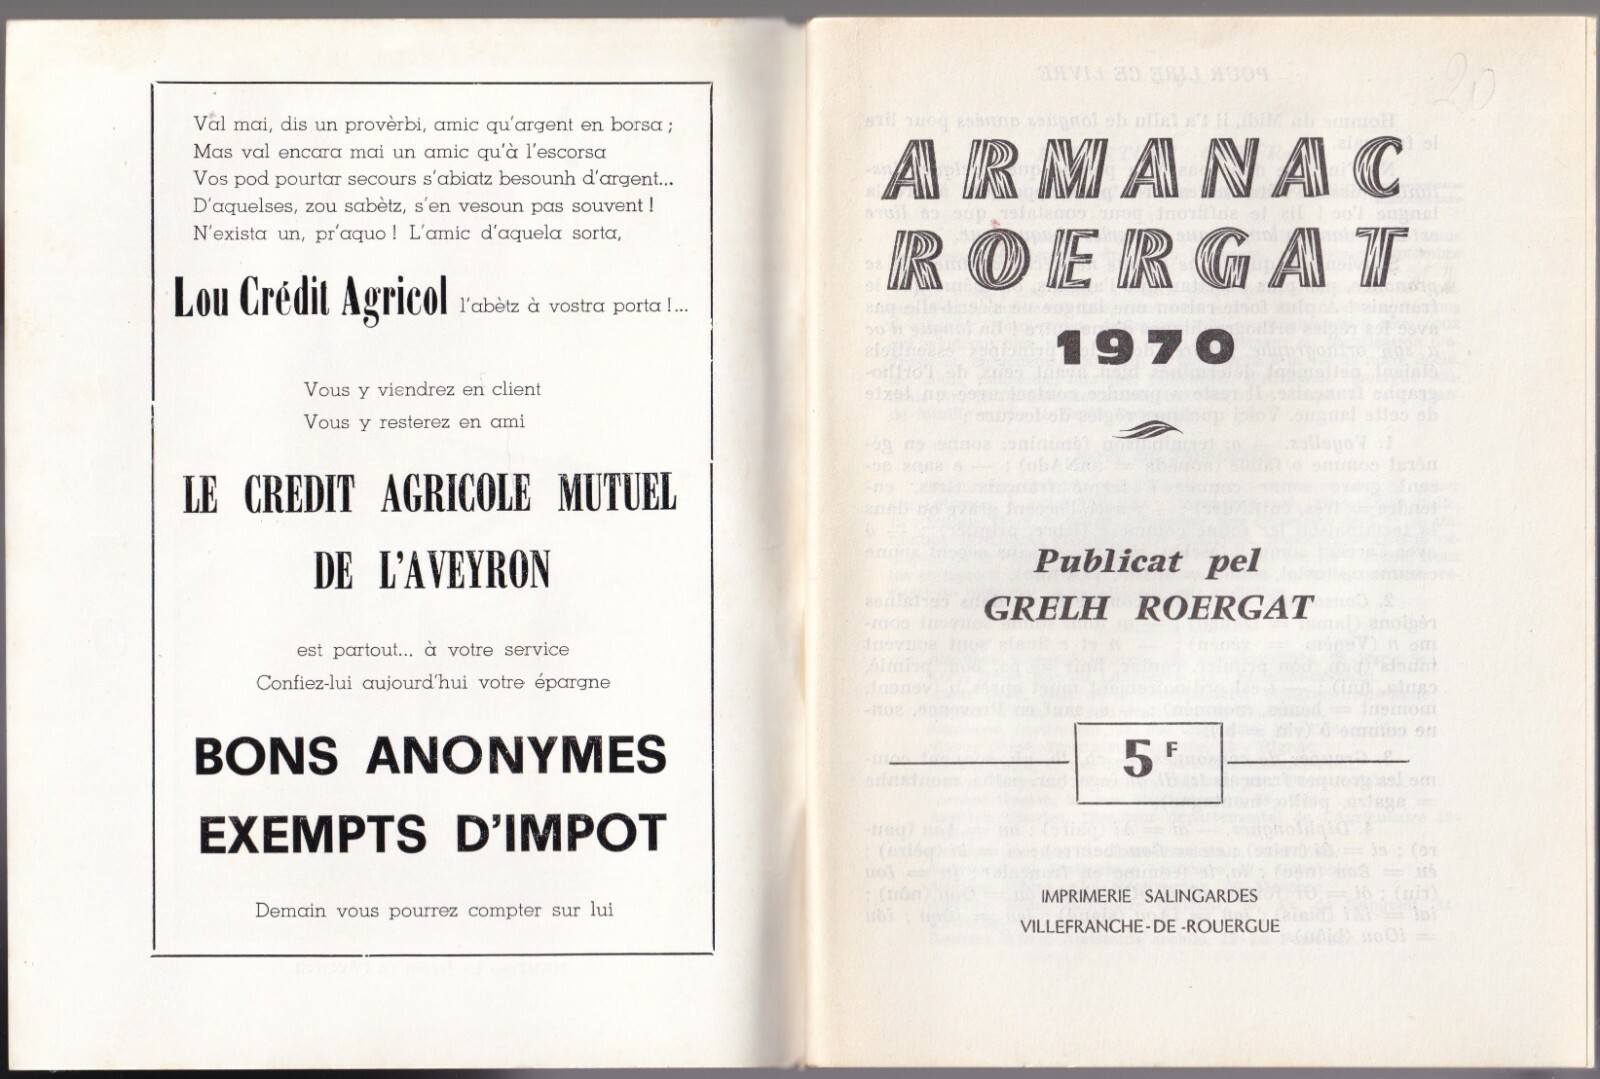 Val mai, dis un provèrbi, amic qu'argent en borsa ;
Mas val encara mai un amic qu'à l'escorsa
Vos pod pourtar secours s'abiatz besounh d'argent...
D'aquelses, zou sabètz, s'en vesoun pas souvent !
N'exista un, pr'aquo ! L'amic d'aquela sorta,
Lou Crédit Agricol l'abètz à vostra porta !...
Vous y viendrez en client
Vous y resterez en ami
LE CREDIT AGRICOLE MUTUEL
DE L'AVEYRON
est partout... à votre service
Confiez-lui aujourd'hui votre épargne
BONS ANONYMES
EXEMPTS D'IMPOT
Demain vous pourrez compter sur lui
20
ARMANAC
ROERGAT
1970
Publicat pel
GRELH ROERGAT
5 F
IMPRIMERIE SALINGARDES
VILLEFRANCHE-DE-ROUERGUE